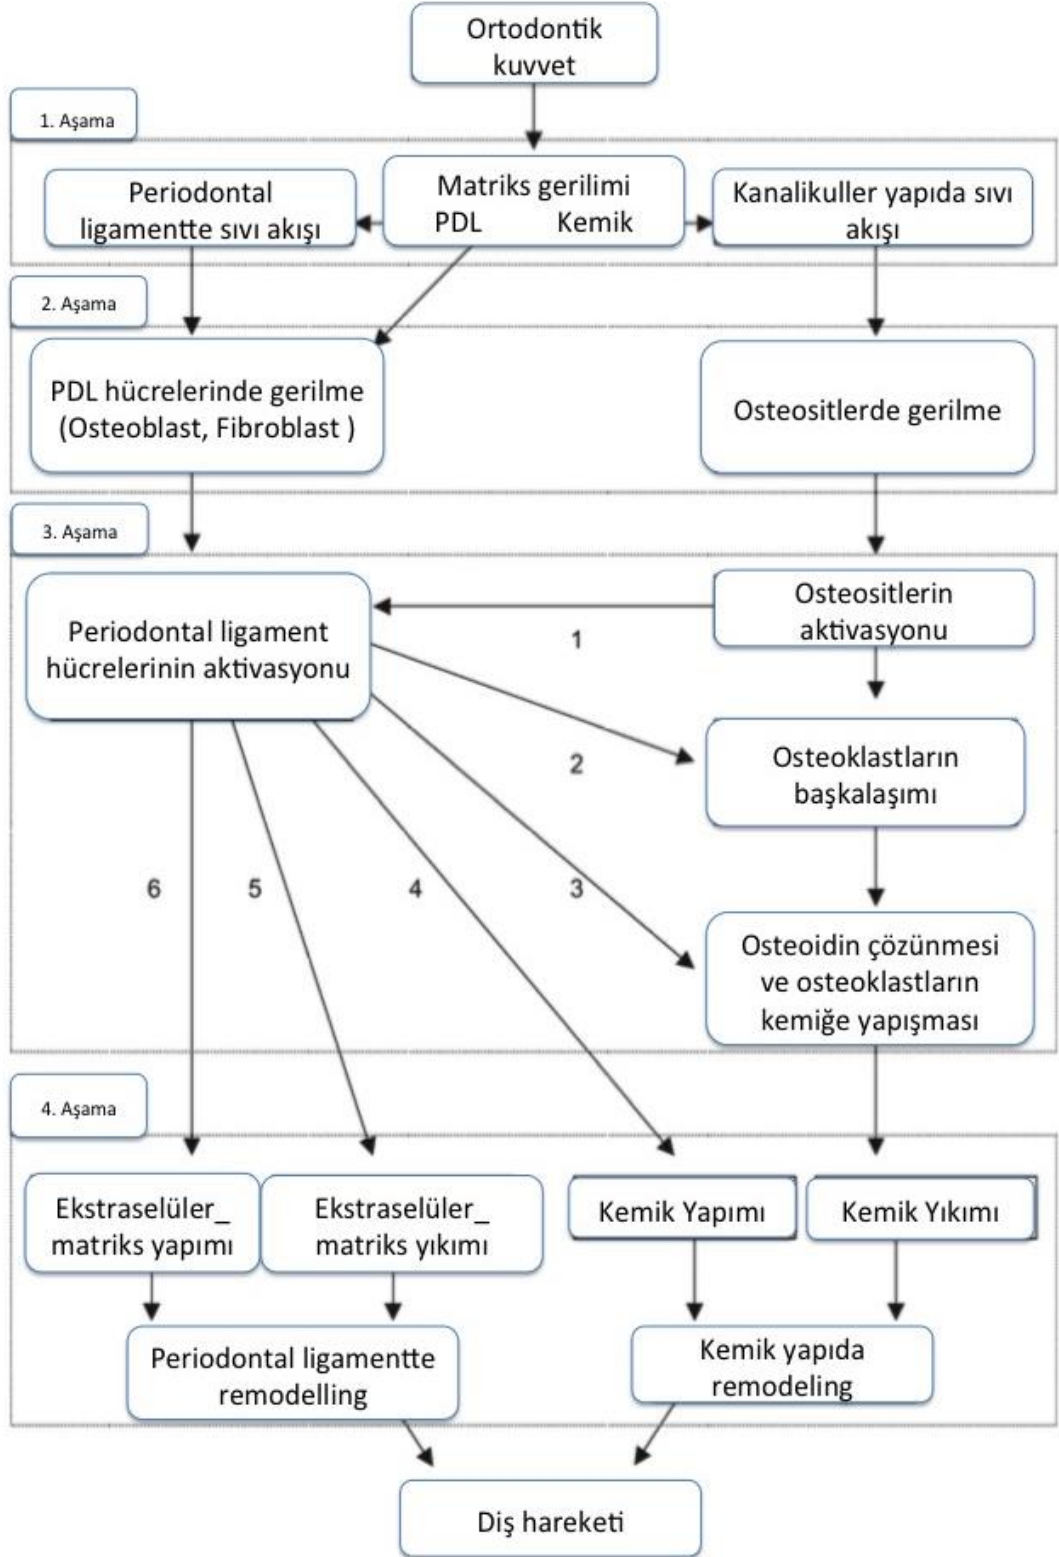 Ortodontik
kuvvet
1. Aşama
Periodontal
ligamentte sıvı akışı
Matriks gerilimi
PDL Kemik
Kanalikuller yapıda sıvı
akışı
2. Aşama
PDL hücrelerinde gerilme
(Osteoblast, Fibroblast )
Osteositlerde gerilme
3. Aşama
Periodontal ligament
hücrelerinin aktivasyonu
Osteositlerin
aktivasyonu
1
2
Osteoklastların
başkalaşımı
6
5
4
3
Osteoidin çözünmesi
ve osteoklastların
kemiğe yapışması
4. Aşama
Ekstraselüler_
matriks yapımı
Ekstraselüler_
matriks yıkımı
Kemik Yapımı
Kemik Yıkımı
Periodontal ligamentte
remodelling
Kemik yapıda
remodeling
Diş hareketi